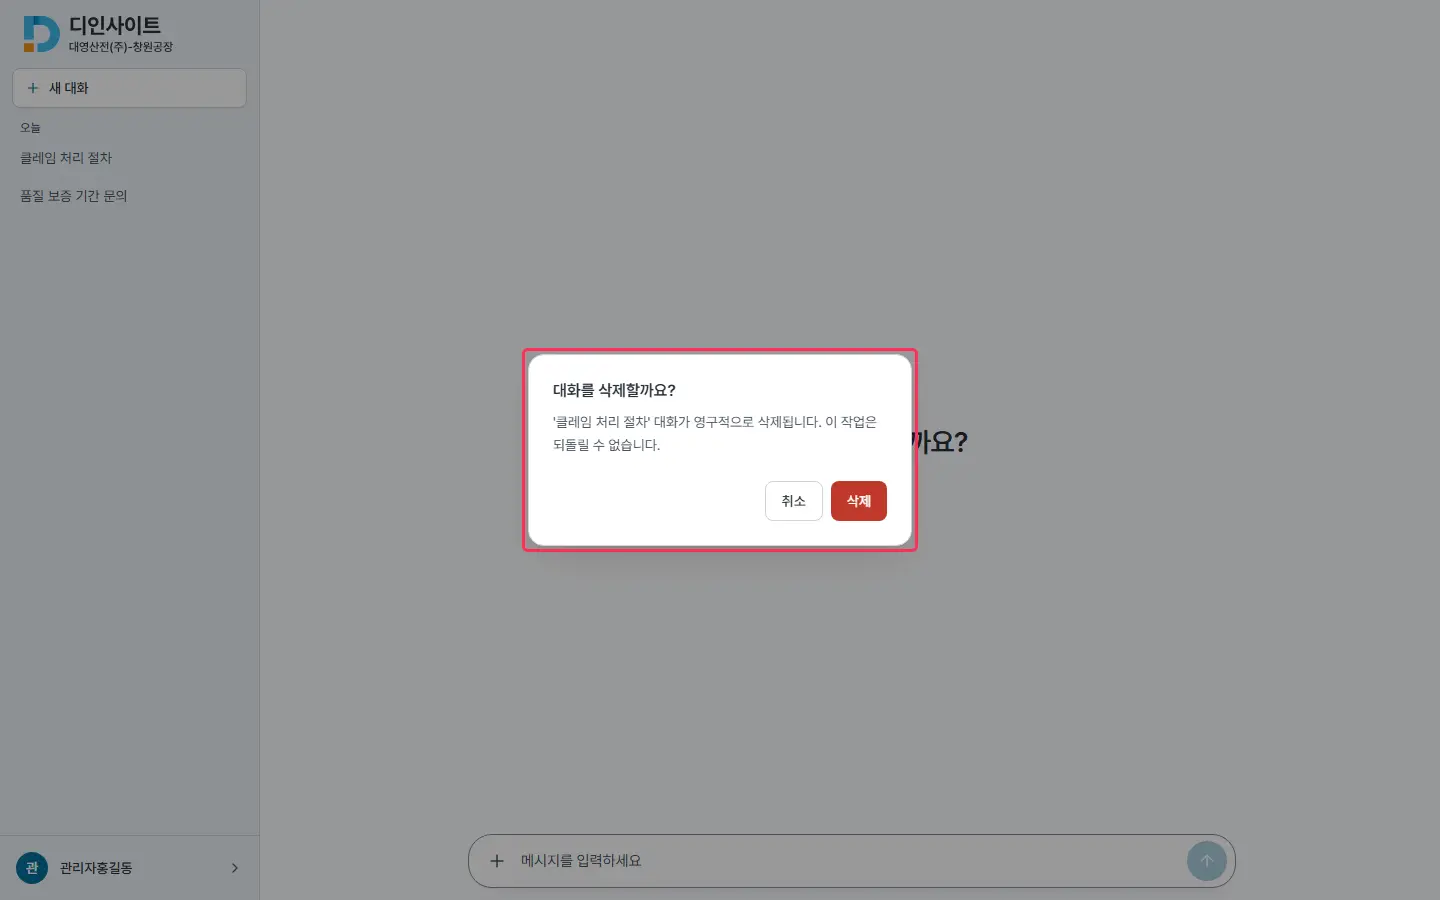 디인사이트
대영산전(주)-창원공장
새 대화
오늘
클레임 처리 절차
품질 보증 기간 문의
대화를 삭제할까요?
'클레임 처리 절차' 대화가 영구적으로 삭제됩니다. 이 작업은
되돌릴 수 없습니다.
취소
삭제
까요?
메시지를 입력하세요
관
관리자홍길동